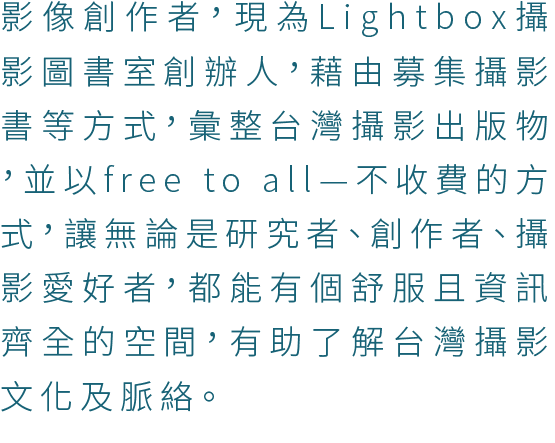 影像創作者，現為Lightbox攝
影圖書室創辦人，藉由募集攝影
書等方式，彙整台灣攝影出版物
，並以free to all—不收費的方
式，讓無論是研究者、創作者、攝
影愛好者，都能有個舒服且資訊
齊全的空間，有助了解台灣攝影
文化及脈絡。